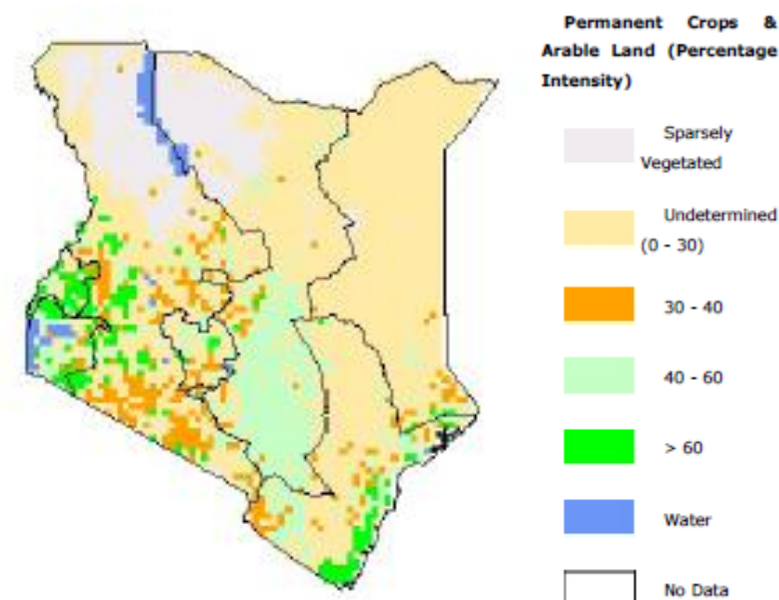 Permanent Crops &
Arable Land (Percentage
Intensity)
Sparsely
Vegetated
Undetermined
(0 - 30)
30 - 40
40 - 60
> 60
Water
No Data